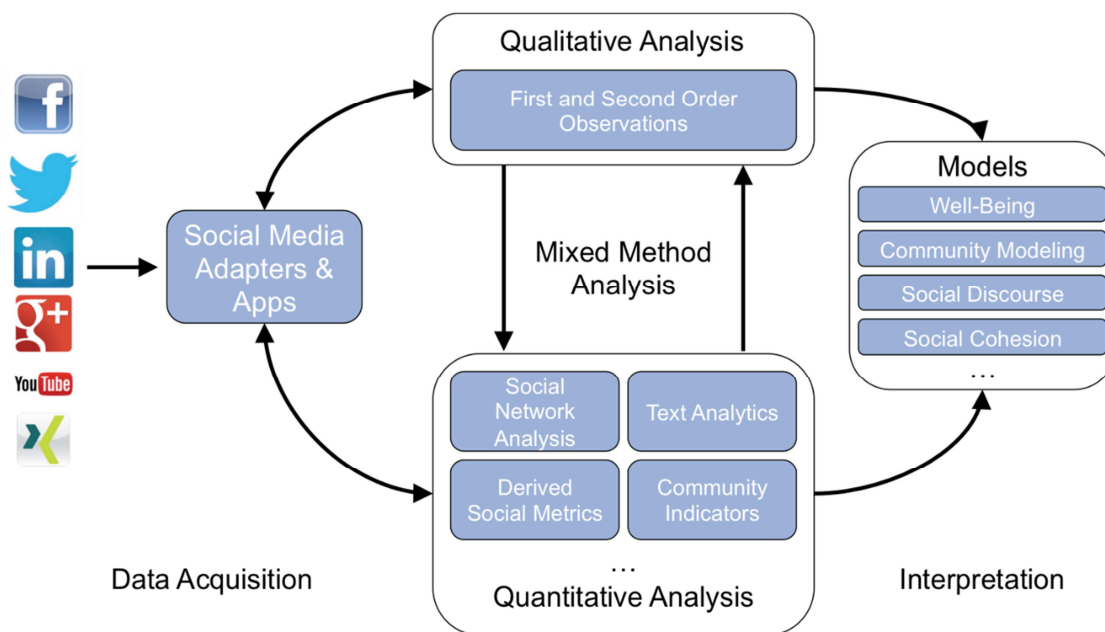 Qualitative Analysis
First and Second Order
Observations
f
in
g+
YouTube
Social Media
Adapters &
Apps
Mixed Method
Analysis
Models
Well-Being
Community Modeling
Social Discourse
Social Cohesion
...
Social
Network
Analysis
Text Analytics
Derived
Social Metrics
Community
Indicators
...
Quantitative Analysis
Data Acquisition
Interpretation